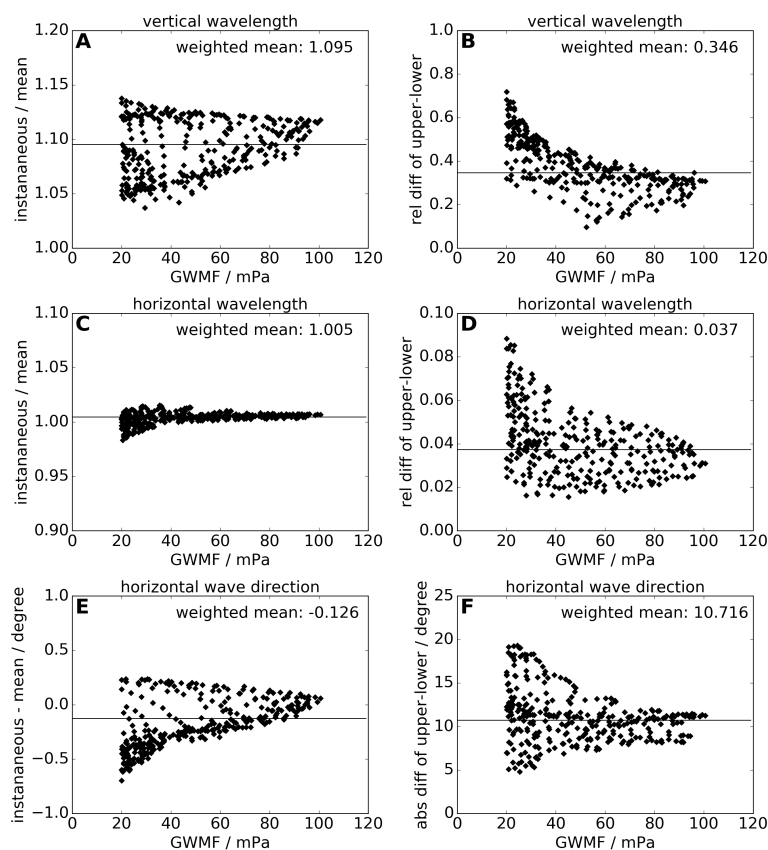 vertical wavelength
A
weighted mean: 1.095
instananeous / mean
1.20
1.15
1.10
1.05
1.00
0 20 40 60 80 100 120
GWMF / mPa
vertical wavelength
B
weighted mean: 0.346
rel diff of upper-lower
1.0
0.8
0.6
0.4
0.2
0.0
0 20 40 60 80 100 120
GWMF / mPa
horizontal wavelength
C
weighted mean: 1.005
instananeous / mean
1.10
1.05
1.00
0.95
0.90
0 20 40 60 80 100 120
GWMF / mPa
horizontal wavelength
D
weighted mean: 0.037
rel diff of upper-lower
0.10
0.08
0.06
0.04
0.02
0.00
0 20 40 60 80 100 120
GWMF / mPa
horizontal wave direction
E
weighted mean: -0.126
instananeous - mean / degree
1.0
0.5
0.0
−0.5
−1.0
0 20 40 60 80 100 120
GWMF / mPa
horizontal wave direction
F
weighted mean: 10.716
abs diff of upper-lower / degree
25
20
15
10
5
0
0 20 40 60 80 100 120
GWMF / mPa